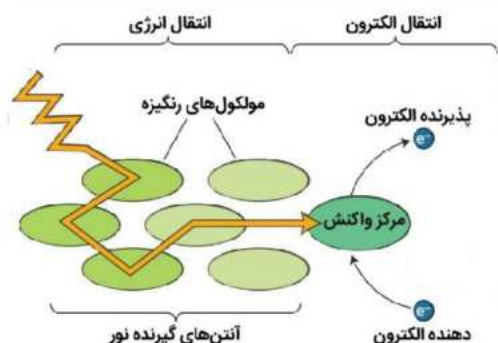 انتقال الکترون
انتقال انرژی
مولکول‌های رنگیزه
پذیرنده الکترون
e⁻
مرکز واکنش
e⁻
دهنده الکترون
آنتن‌های گیرنده نور